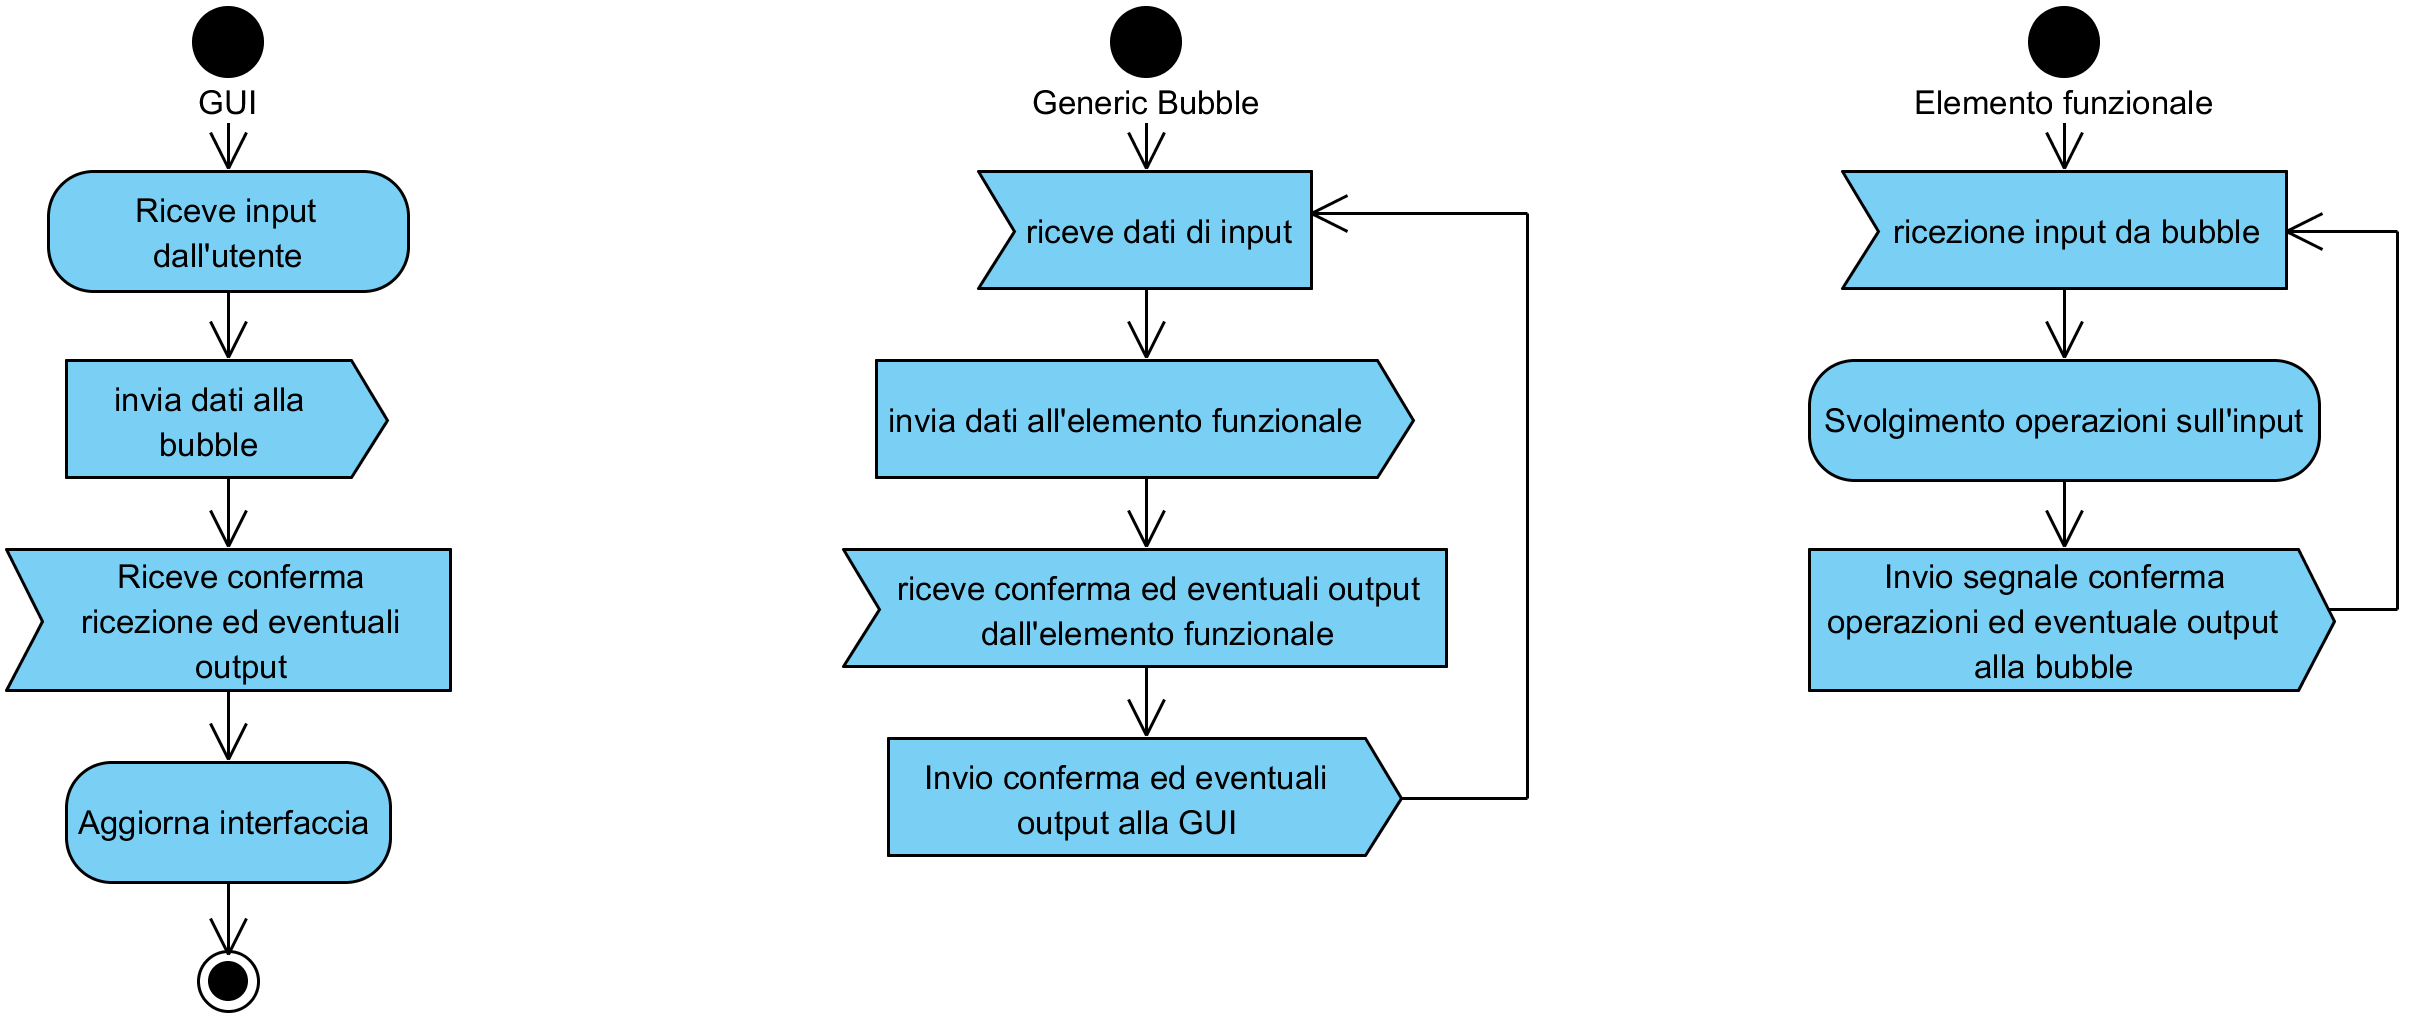 GUI
Riceve input
dall'utente
invia dati alla
bubble
Riceve conferma
ricezione ed eventuali
output
Aggiorna interfaccia
Generic Bubble
riceve dati di input
invia dati all'elemento funzionale
riceve conferma ed eventuali output
dall'elemento funzionale
Invio conferma ed eventuali
output alla GUI
Elemento funzionale
ricezione input da bubble
Svolgimento operazioni sull'input
Invio segnale conferma
operazioni ed eventuale output
alla bubble